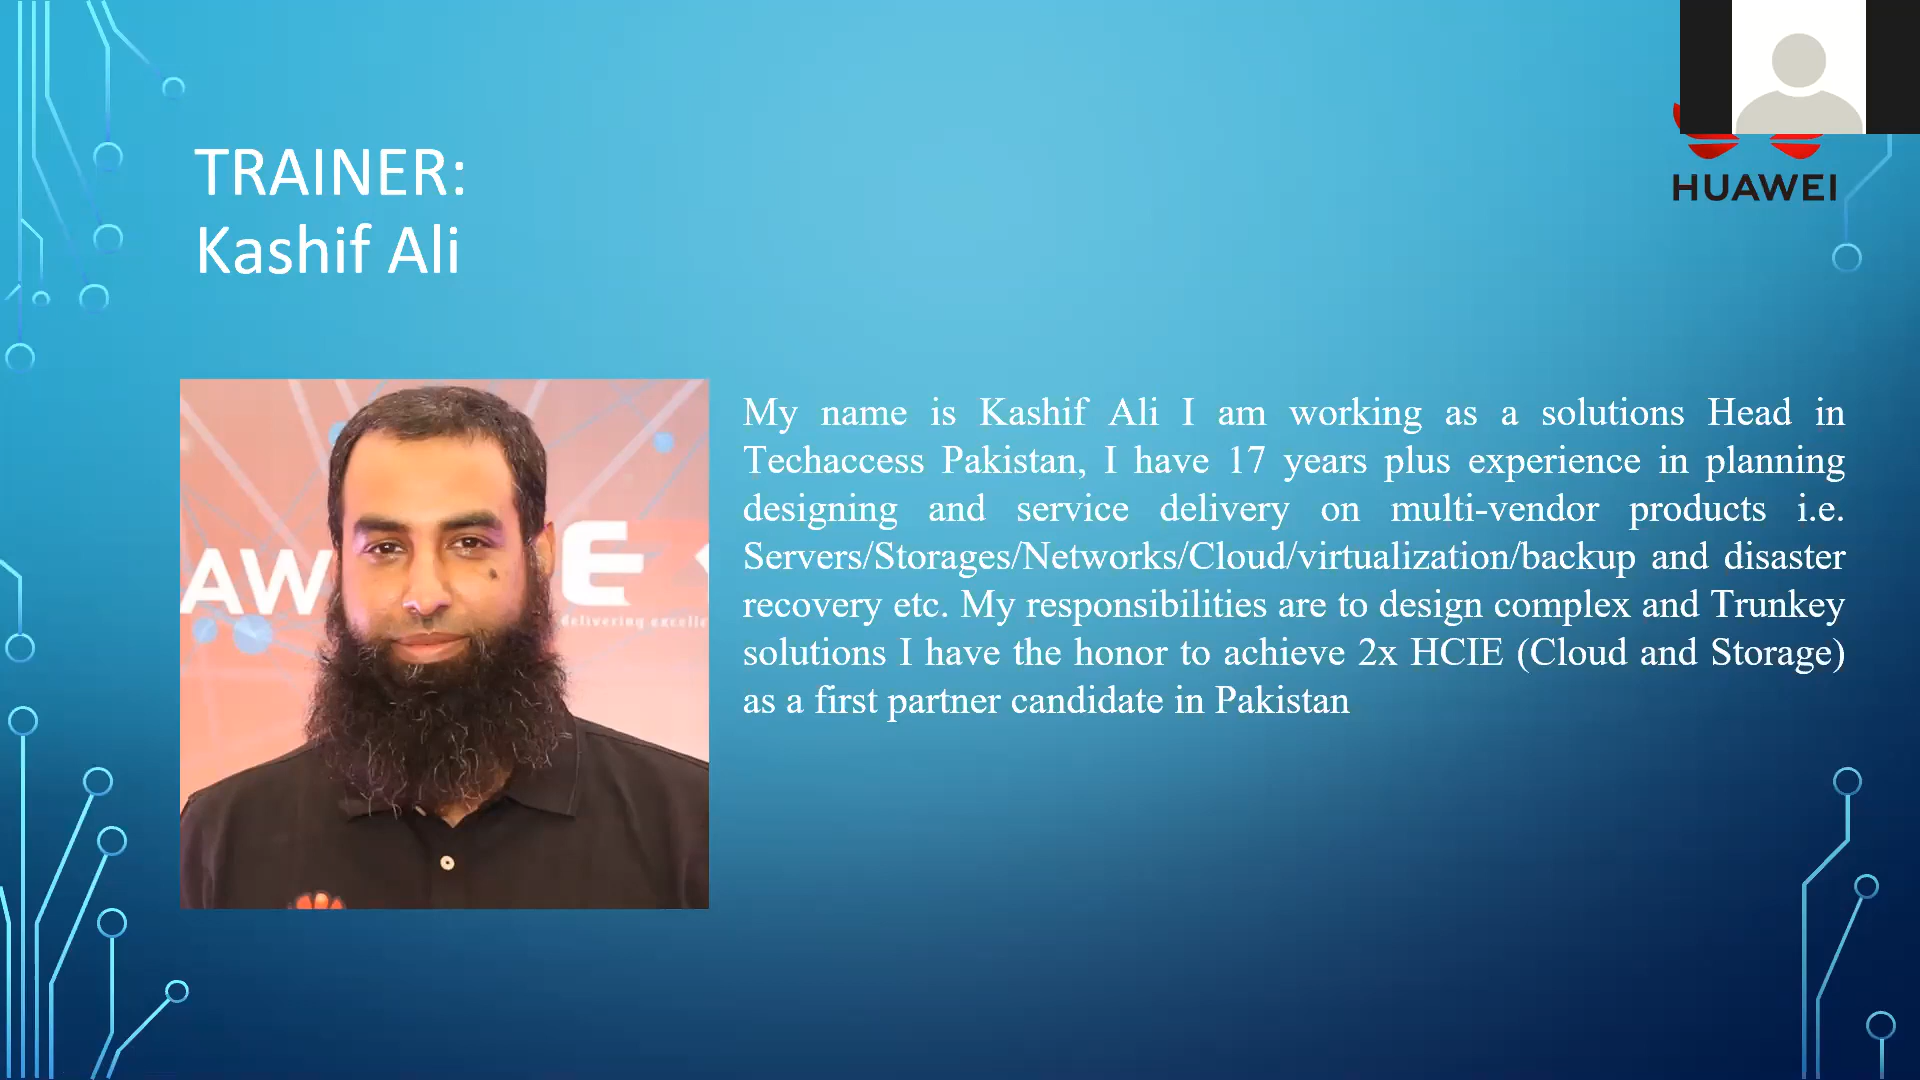 TRAINER:
Kashif Ali
HUAWEI
AW
E
delivering
My name is Kashif Ali I am working as a solutions Head in
Techaccess Pakistan, I have 17 years plus experience in planning
designing and service delivery on multi-vendor products i.e.
Servers/Storages/Networks/Cloud/virtualization/backup and disaster
recovery etc. My responsibilities are to design complex and Trunkey
solutions I have the honor to achieve 2x HCIE (Cloud and Storage)
as a first partner candidate in Pakistan